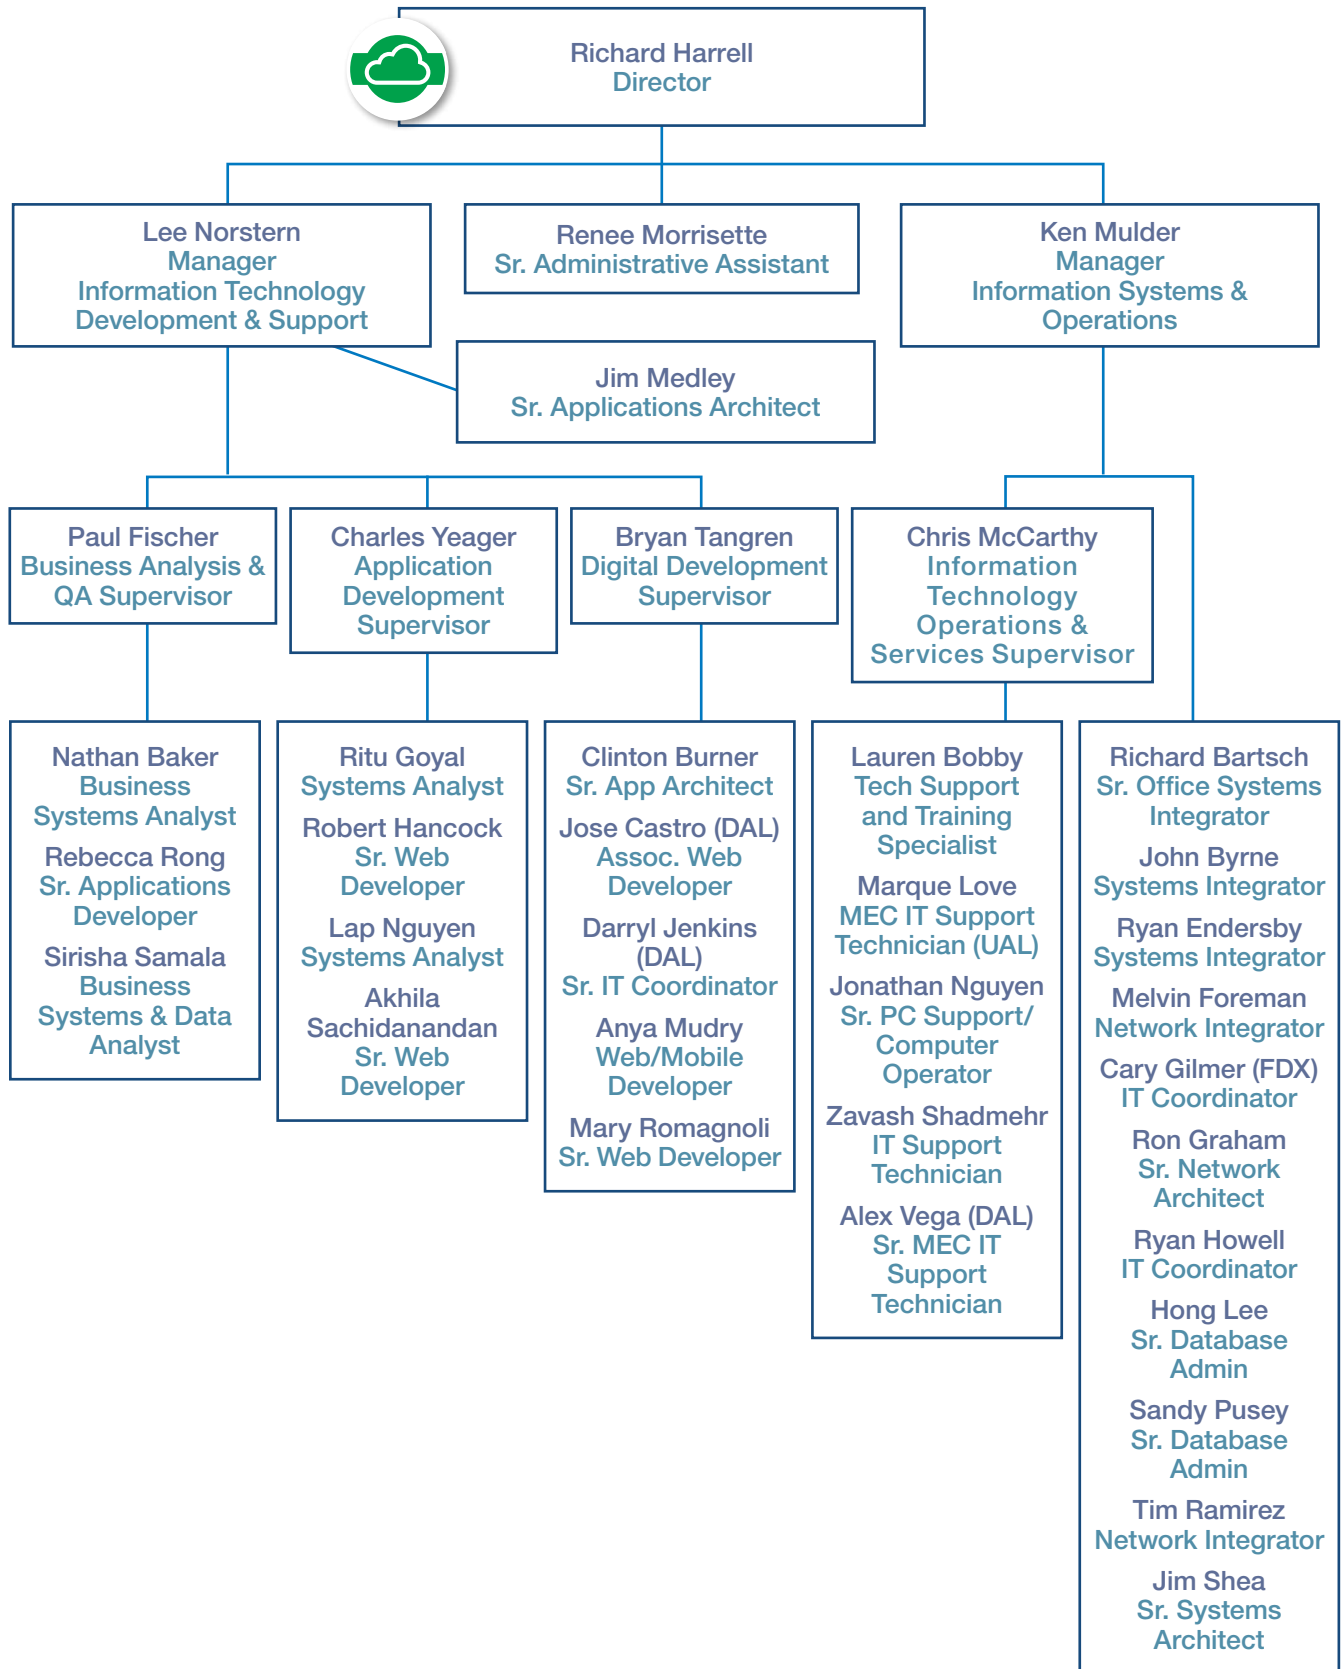 Richard Harrell
Director
Lee Norstern
Manager
Information Technology
Development & Support
Renee Morrisette
Sr. Administrative Assistant
Ken Mulder
Manager
Information Systems &
Operations
Jim Medley
Sr. Applications Architect
Paul Fischer
Business Analysis &
QA Supervisor
Charles Yeager
Application
Development
Supervisor
Bryan Tangren
Digital Development
Supervisor
Chris McCarthy
Information
Technology
Operations &
Services Supervisor
Nathan Baker
Business
Systems Analyst
Rebecca Rong
Sr. Applications
Developer
Sirisha Samala
Business
Systems & Data
Analyst
Ritu Goyal
Systems Analyst
Robert Hancock
Sr. Web
Developer
Lap Nguyen
Systems Analyst
Akhila
Sachidanandan
Sr. Web
Developer
Clinton Burner
Sr. App Architect
Jose Castro (DAL)
Assoc. Web
Developer
Darryl Jenkins
(DAL)
Sr. IT Coordinator
Anya Mudry
Web/Mobile
Developer
Mary Romagnoli
Sr. Web Developer
Lauren Bobby
Tech Support
and Training
Specialist
Marque Love
MEC IT Support
Technician (UAL)
Jonathan Nguyen
Sr. PC Support/
Computer
Operator
Zavash Shadmehr
IT Support
Technician
Alex Vega (DAL)
Sr. MEC IT
Support
Technician
Richard Bartsch
Sr. Office Systems
Integrator
John Byrne
Systems Integrator
Ryan Endersby
Systems Integrator
Melvin Foreman
Network Integrator
Cary Gilmer (FDX)
IT Coordinator
Ron Graham
Sr. Network
Architect
Ryan Howell
IT Coordinator
Hong Lee
Sr. Database
Admin
Sandy Pusey
Sr. Database
Admin
Tim Ramirez
Network Integrator
Jim Shea
Sr. Systems
Architect